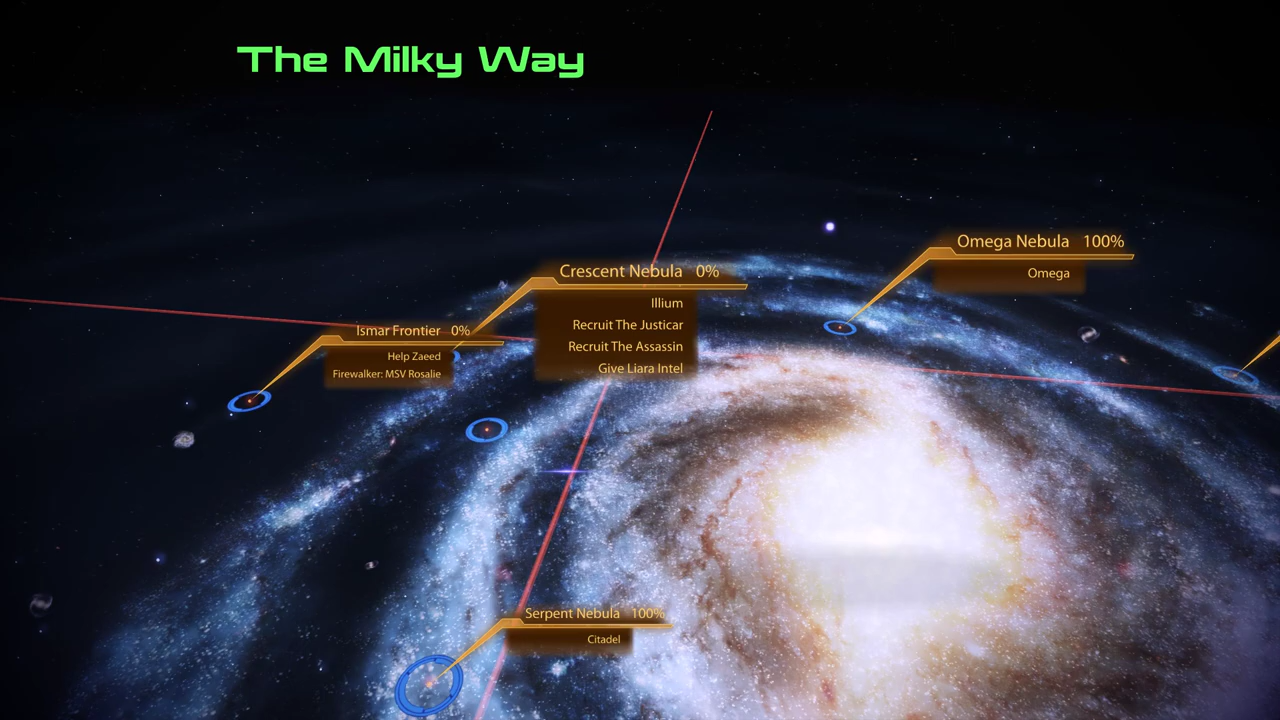 The Milky Way
Omega Nebula 100%
Omega
Crescent Nebula 0%
Illium
Recruit The Justicar
Recruit The Assassin
Give Liara Intel
Ismar Frontier 0%
Help Zaeed
Firewalker: MSV Rosalie
Serpent Nebula 100%
Citadel